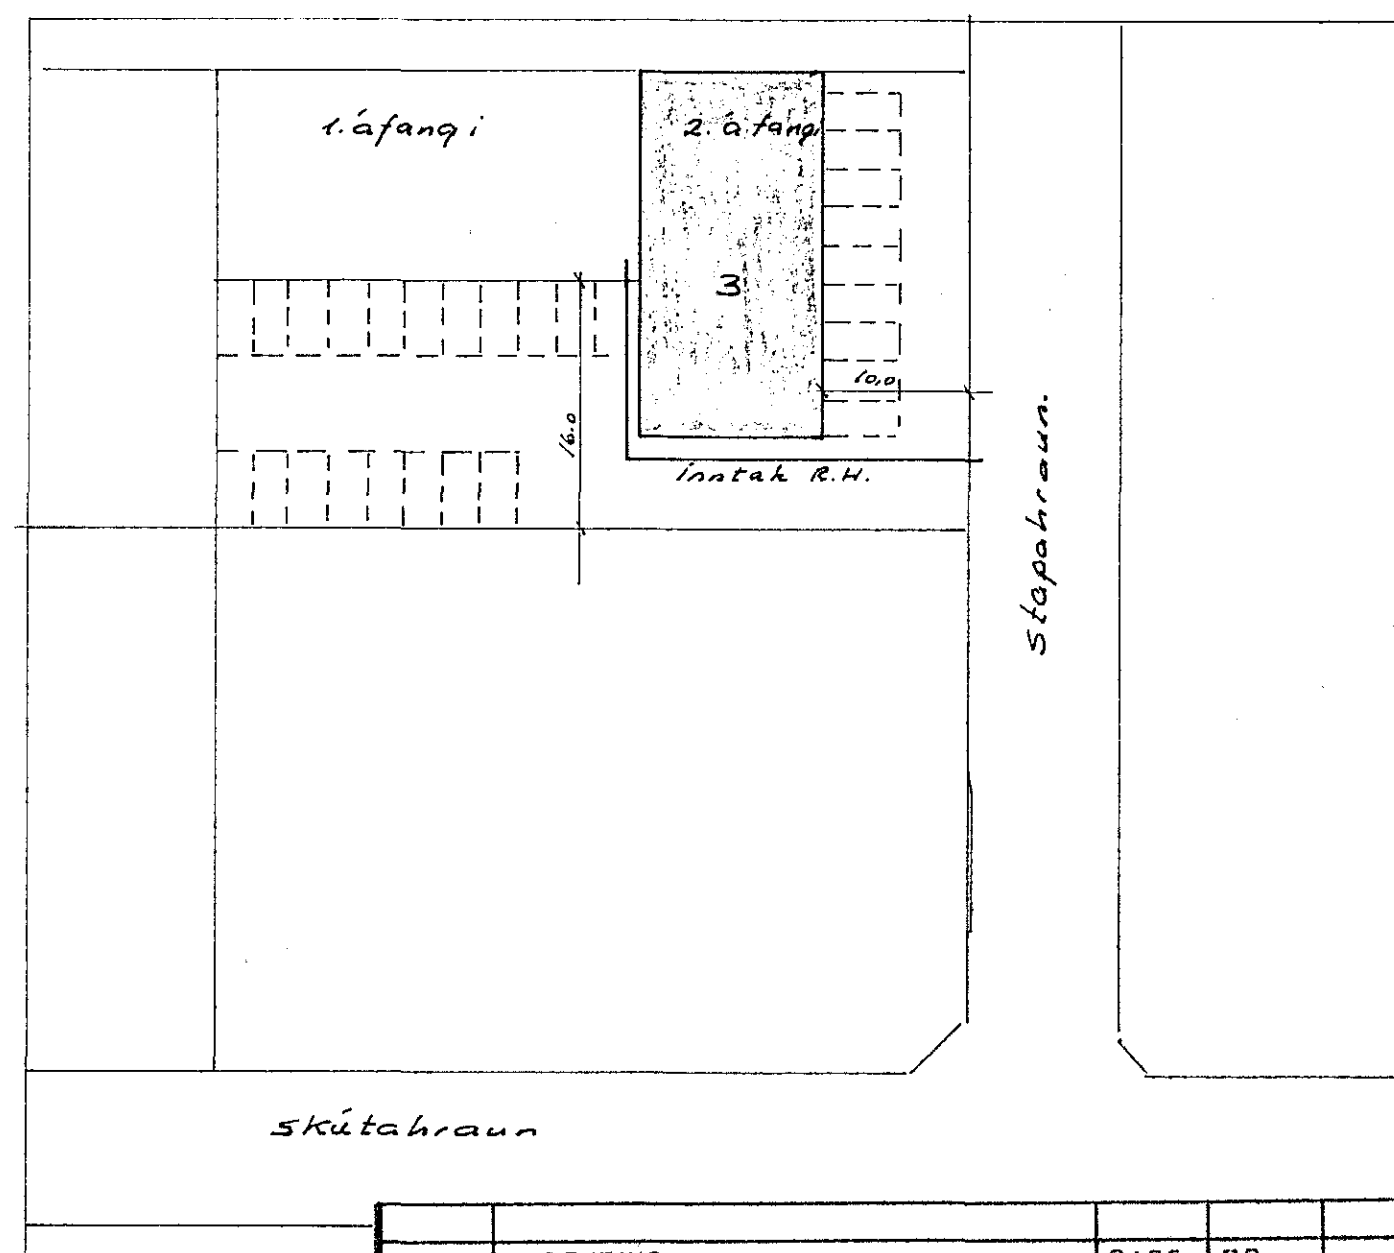 1. áfangi
2. áfangi
3
10,0
16.0
inntak R.H.
Stapahraun.
skútahraun